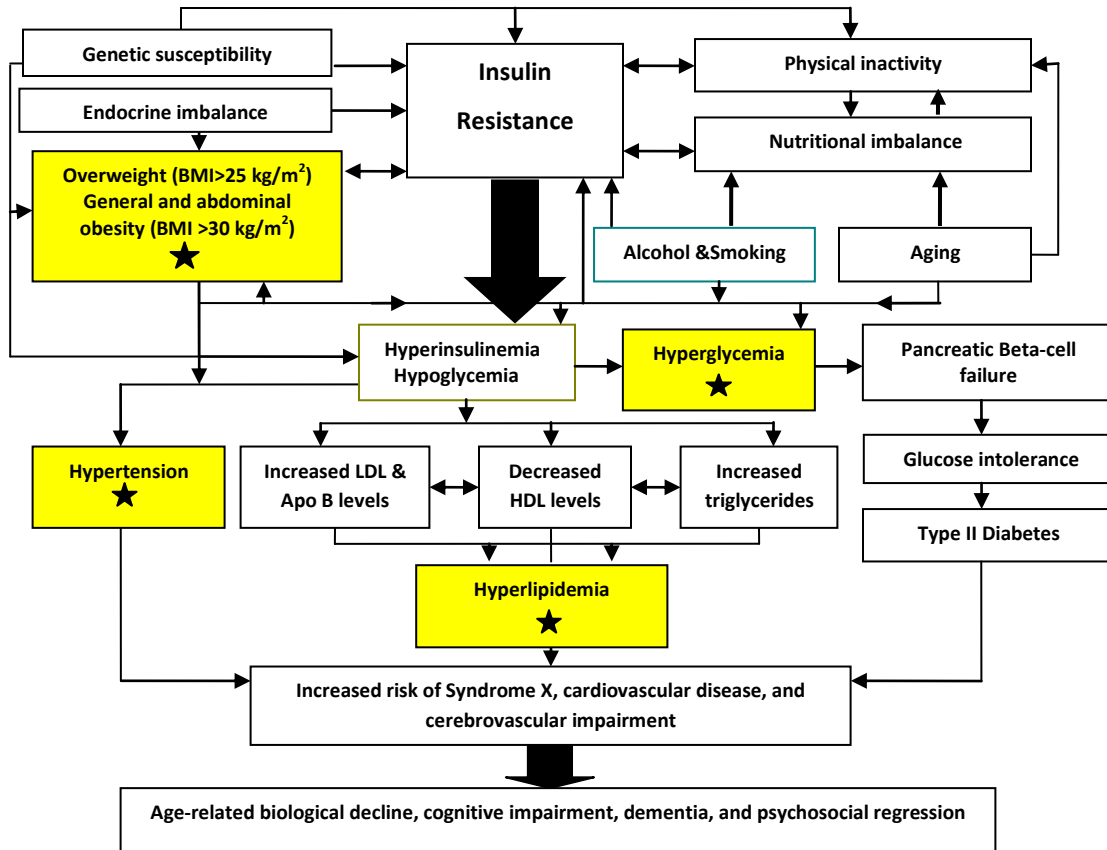 Genetic susceptibility
Insulin
Resistance
Physical inactivity
Endocrine imbalance
Nutritional imbalance
Overweight (BMI>25 kg/m²)
General and abdominal
obesity (BMI >30 kg/m²)
Alcohol &Smoking
Aging
Hyperinsulinemia
Hypoglycemia
Hyperglycemia
Pancreatic Beta-cell
failure
Hypertension
Increased LDL &
Apo B levels
Decreased
HDL levels
Increased
triglycerides
Glucose intolerance
Type II Diabetes
Hyperlipidemia
Increased risk of Syndrome X, cardiovascular disease, and
cerebrovascular impairment
Age-related biological decline, cognitive impairment, dementia, and psychosocial regression